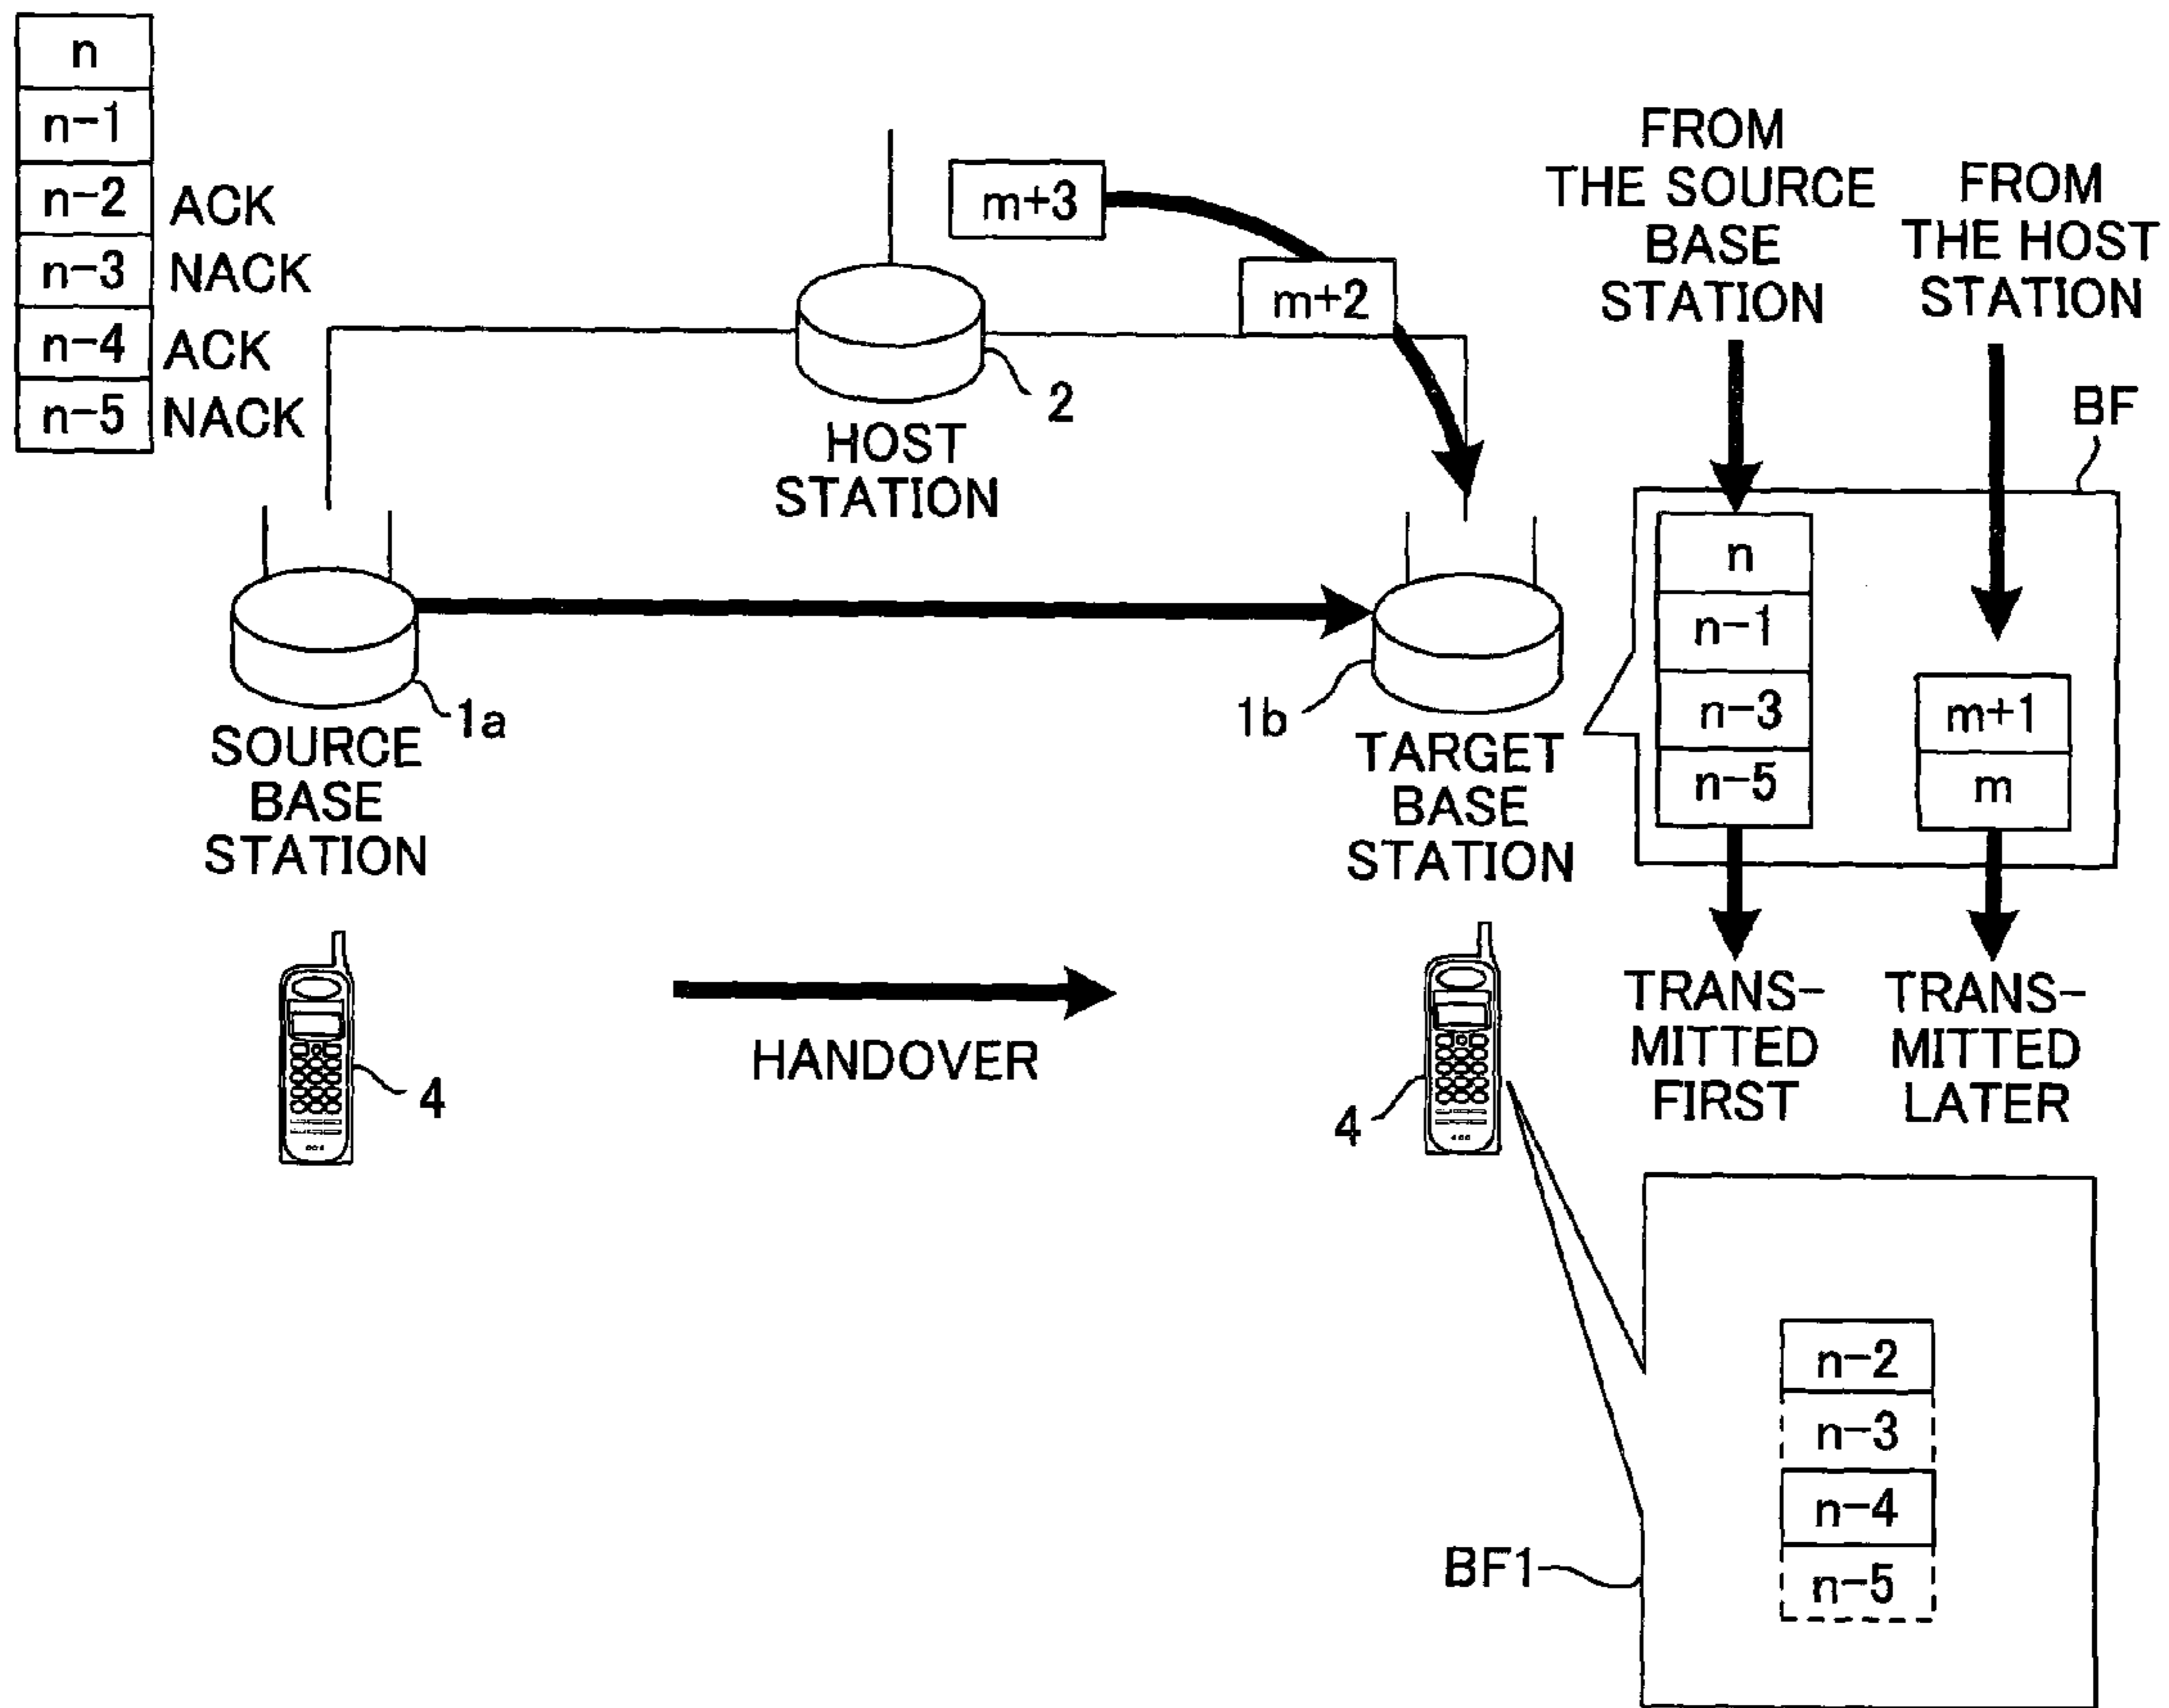 n
n-1
n-2 ACK
n-3 NACK
n-4 ACK
n-5 NACK
m+3
m+2
2
HOST
STATION
FROM
THE SOURCE
BASE
STATION
FROM
THE HOST
STATION
BF
n
n-1
n-3
n-5
m+1
m
1a
SOURCE
BASE
STATION
1b
TARGET
BASE
STATION
TRANS-
MITTED
FIRST
TRANS-
MITTED
LATER
4
HANDOVER
4
n-2
n-3
n-4
n-5
BF1